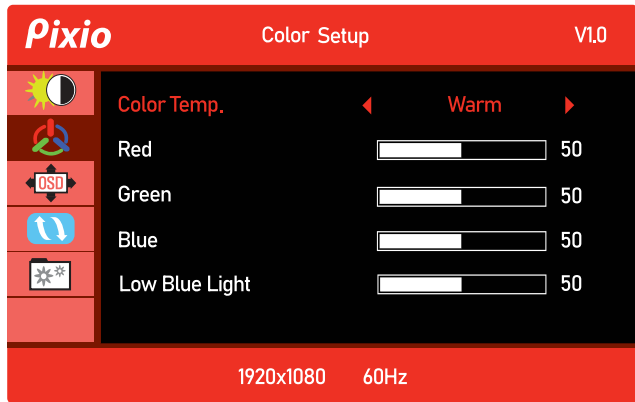 Pixio Color Setup V1.0
Color Temp. Warm
Red 50
OSD
Green 50
Blue 50
Low Blue Light 50
1920x1080 60Hz